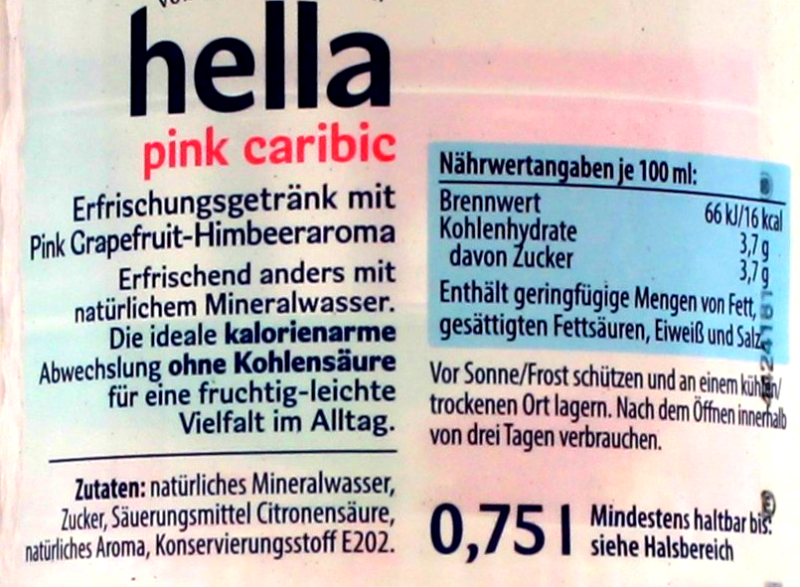 hella
pink caribic
Erfrischungsgetränk mit
Pink Grapefruit-Himbeeraroma
Erfrischend anders mit
natürlichem Mineralwasser.
Die ideale kalorienarme
Abwechslung ohne Kohlensäure
für eine fruchtig-leichte
Vielfalt im Alltag.
Zutaten: natürliches Mineralwasser,
Zucker, Säuerungsmittel Citronensäure,
natürliches Aroma, Konservierungsstoff E202.
Nährwertangaben je 100 ml:
Brennwert 66 kJ/16 kcal
Kohlenhydrate 3,7 g
davon Zucker 3,7 g
Enthält geringfügige Mengen von Fett,
gesättigten Fettsäuren, Eiweiß und Salz.
Vor Sonne/Frost schützen und an einem kühlen/
trockenen Ort lagern. Nach dem Öffnen innerhalb
von drei Tagen verbrauchen.
0,75 l
Mindestens haltbar bis:
siehe Halsbereich